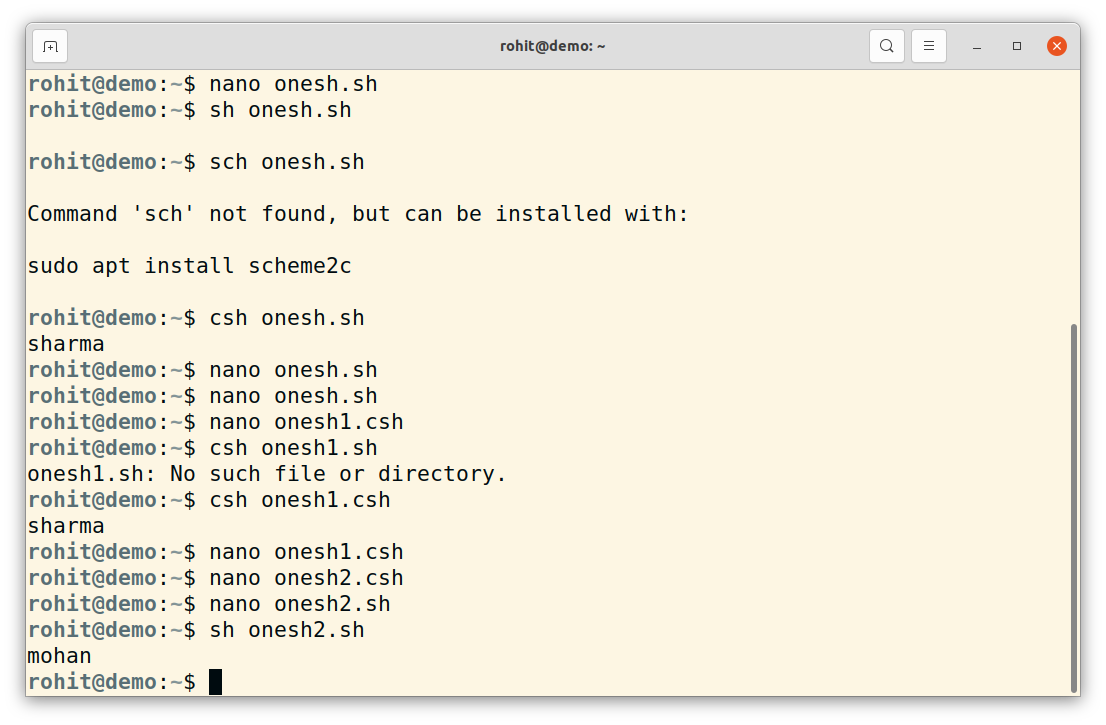 rohit@demo: ~
rohit@demo:~$ nano onesh.sh
rohit@demo:~$ sh onesh.sh
rohit@demo:~$ sch onesh.sh
Command 'sch' not found, but can be installed with:
sudo apt install scheme2c
rohit@demo:~$ csh onesh.sh
sharma
rohit@demo:~$ nano onesh.sh
rohit@demo:~$ nano onesh.sh
rohit@demo:~$ nano onesh1.csh
rohit@demo:~$ csh onesh1.sh
onesh1.sh: No such file or directory.
rohit@demo:~$ csh onesh1.csh
sharma
rohit@demo:~$ nano onesh1.csh
rohit@demo:~$ nano onesh2.csh
rohit@demo:~$ nano onesh2.sh
rohit@demo:~$ sh onesh2.sh
mohan
rohit@demo:~$